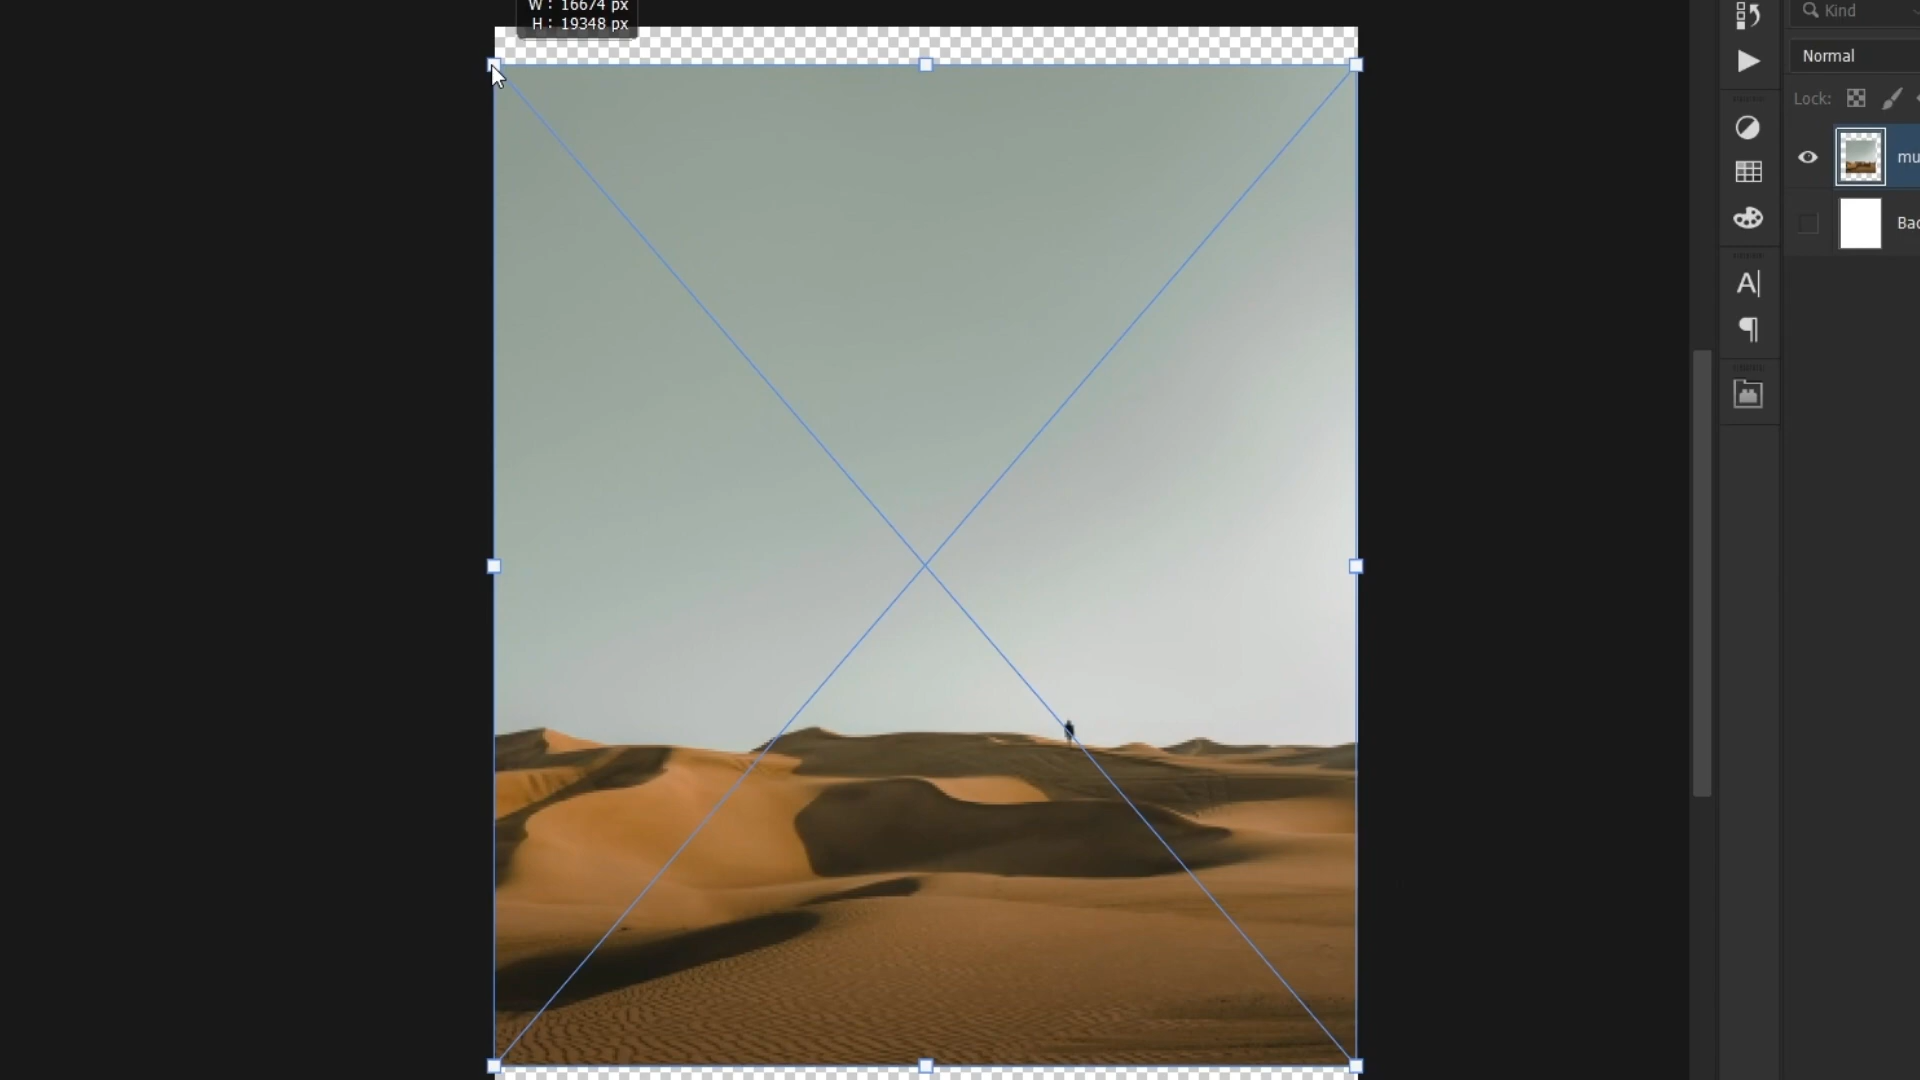 W : 16674 px
H : 19348 px
Kind
Normal
Lock:
mu
Bac
A|